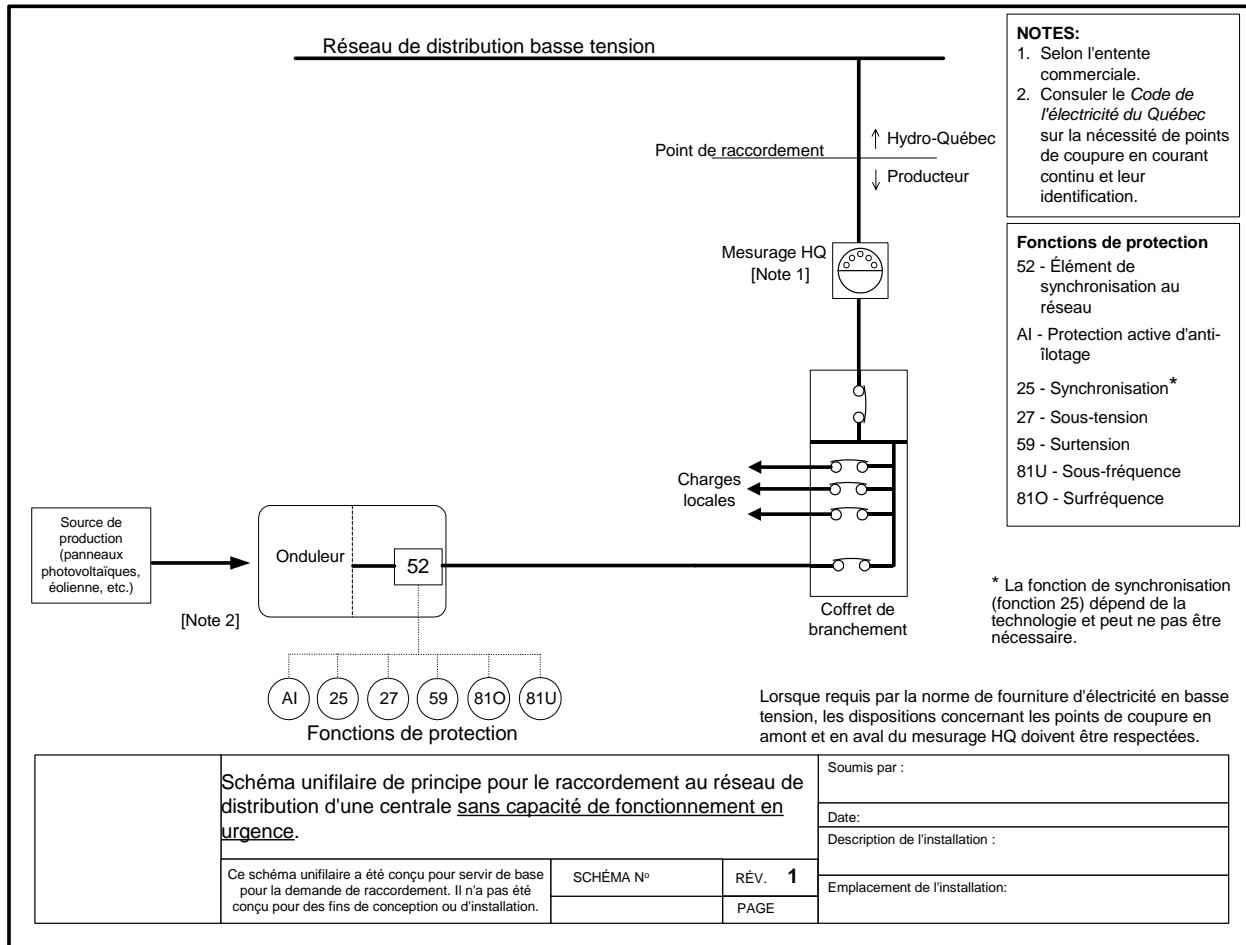 Réseau de distribution basse tension
Point de raccordement
↑ Hydro-Québec
↓ Producteur
Mesurage HQ
[Note 1]
Charges
locales
Source de
production
(panneaux
photovoltaïques,
éolienne, etc.)
[Note 2]
Onduleur
52
Coffret de
branchement
AI
25
27
59
81O
81U
Fonctions de protection
NOTES:
1. Selon l'entente
commerciale.
2. Consuler le Code de
l'électricité du Québec
sur la nécessité de points
de coupure en courant
continu et leur
identification.
Fonctions de protection
52 - Élément de
synchronisation au
réseau
AI - Protection active d'anti-
îlotage
25 - Synchronisation*
27 - Sous-tension
59 - Surtension
81U - Sous-fréquence
81O - Surfréquence
* La fonction de synchronisation
(fonction 25) dépend de la
technologie et peut ne pas être
nécessaire.
Lorsque requis par la norme de fourniture d'électricité en basse
tension, les dispositions concernant les points de coupure en
amont et en aval du mesurage HQ doivent être respectées.
Schéma unifilaire de principe pour le raccordement au réseau de
distribution d'une centrale sans capacité de fonctionnement en
urgence.
Ce schéma unifilaire a été conçu pour servir de base
pour la demande de raccordement. Il n'a pas été
conçu pour des fins de conception ou d'installation.
SCHÉMA Nº
RÉV. 1
PAGE
Soumis par :
Date:
Description de l'installation :
Emplacement de l'installation: